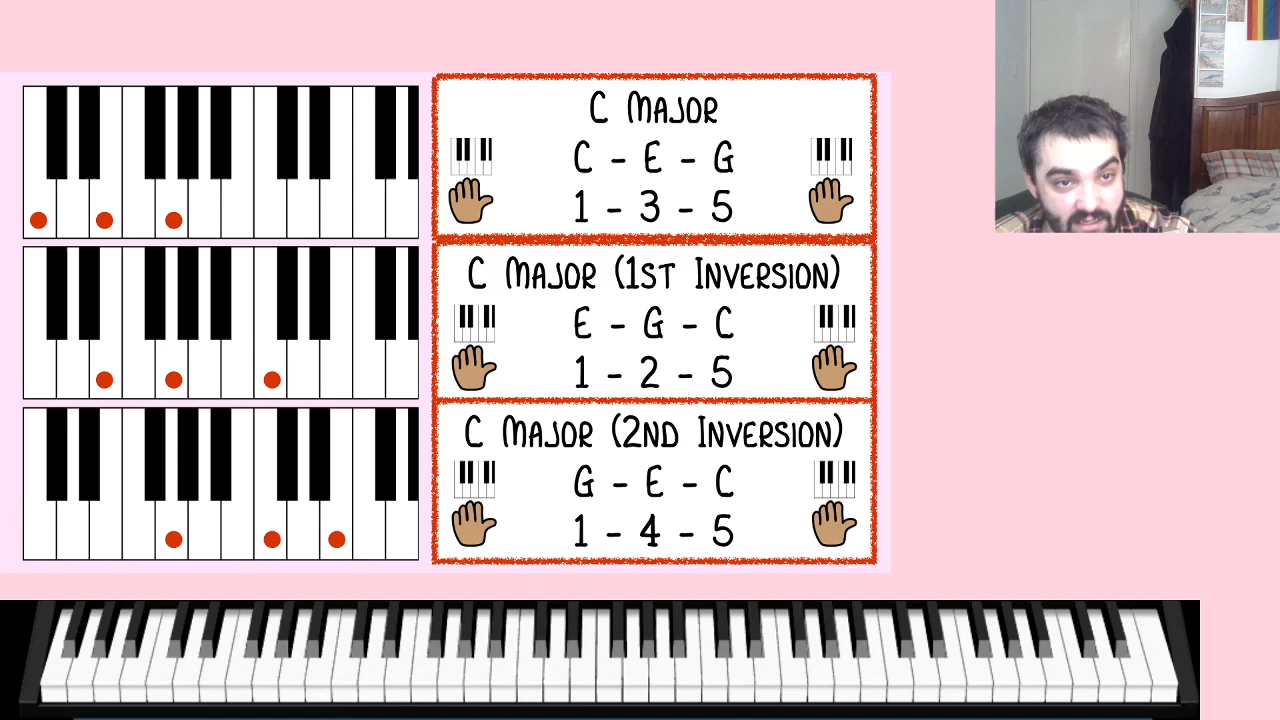 C Major
C - E - G
1 - 3 - 5
C Major (1st Inversion)
E - G - C
1 - 2 - 5
C Major (2nd Inversion)
G - E - C
1 - 4 - 5